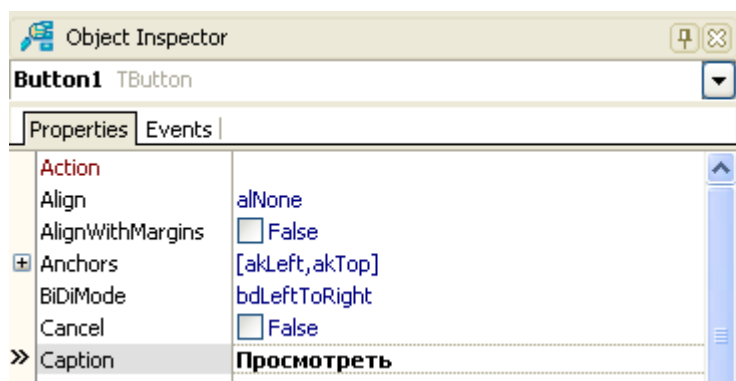 Object Inspector
Button1 TButton
Properties Events
Action
Align alNone
AlignWithMargins False
Anchors [akLeft,akTop]
BiDiMode bdLeftToRight
Cancel False
Caption Просмотреть